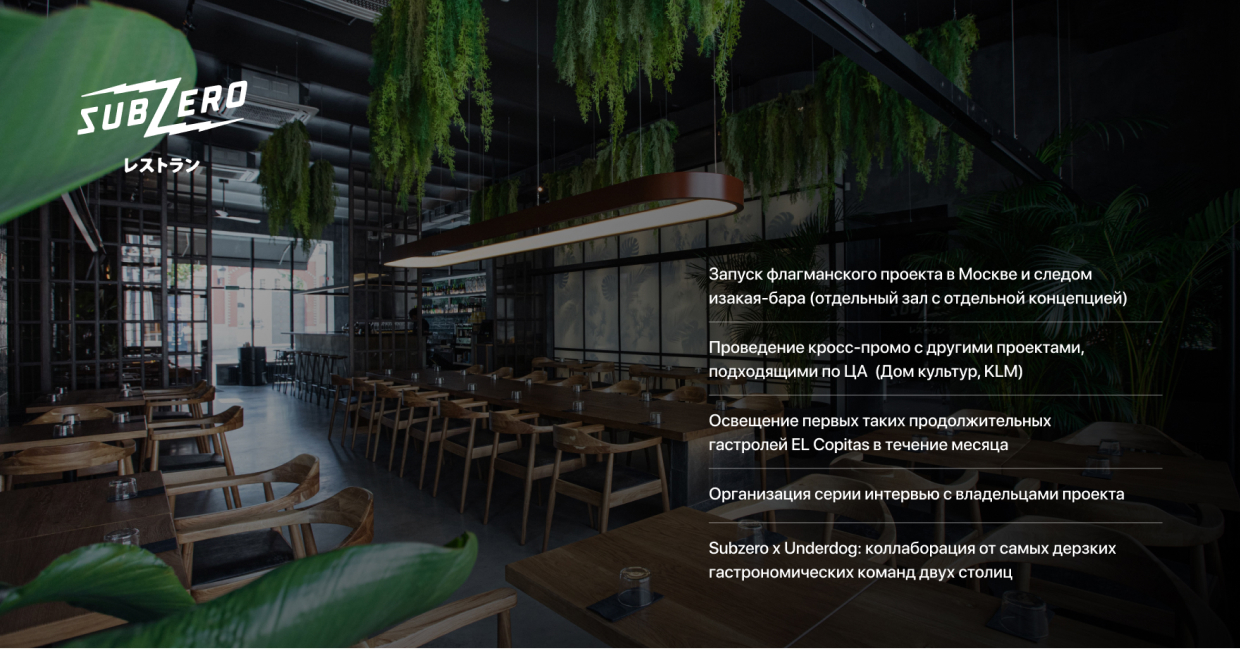 SUBZERO
レストラン
Запуск флагманского проекта в Москве и следом
изакая-бара (отдельный зал с отдельной концепцией)
Проведение кросс-промо с другими проектами,
подходящими по ЦА (Дом культур, KLM)
Освещение первых таких продолжительных
гастролей EL Copitas в течение месяца
Организация серии интервью с владельцами проекта
Subzero x Underdog: коллаборация от самых дерзких
гастрономических команд двух столиц